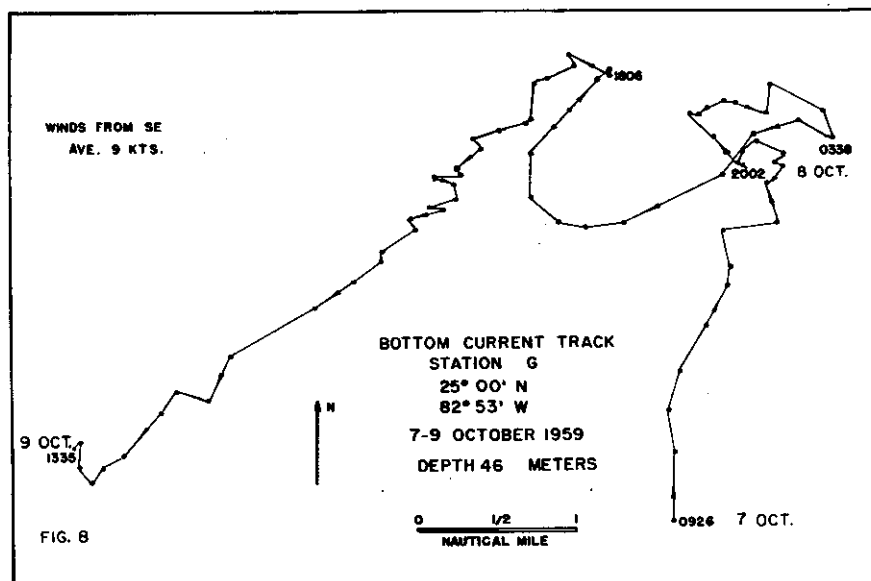 1806
WINDS FROM SE
AVE. 9 KTS.
0338
2002
8 OCT.
BOTTOM CURRENT TRACK
STATION G
25° 00' N
82° 53' W
N
7-9 OCTOBER 1959
DEPTH 46 METERS
9 OCT.
1335
0926
7 OCT.
0 1/2 1
NAUTICAL MILE
FIG. 8